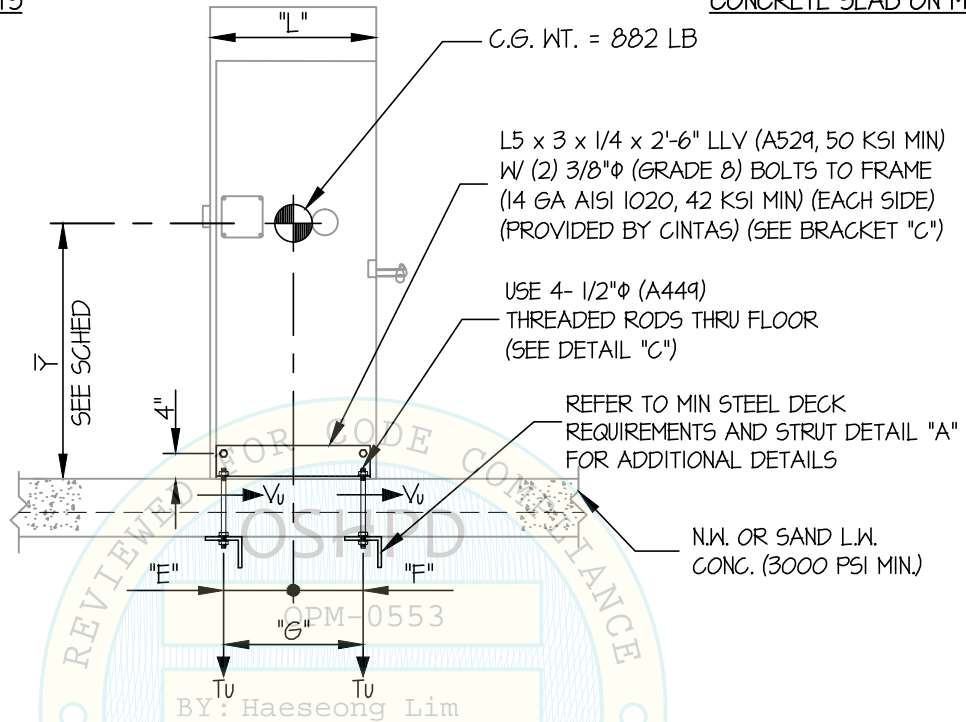 "L"
C.G. WT. = 882 LB
L5 x 3 x 1/4 x 2'-6" LLV (A529, 50 KSI MIN)
W/ (2) 3/8"Φ (GRADE 8) BOLTS TO FRAME
(14 GA AISI 1020, 42 KSI MIN) (EACH SIDE)
(PROVIDED BY CINTAS) (SEE BRACKET "C")
USE 4- 1/2"Φ (A449)
THREADED RODS THRU FLOOR
(SEE DETAIL "C")
Y̅
SEE SCHED
4"
REFER TO MIN STEEL DECK
REQUIREMENTS AND STRUT DETAIL "A"
FOR ADDITIONAL DETAILS
Vu
Vu
N.W. OR SAND L.W.
CONC. (3000 PSI MIN.)
"E"
"F"
"G"
Tu
Tu
REVIEWED FOR CODE COMPLIANCE
OSHPD
OPM-0553
BY: Haeseong Lim